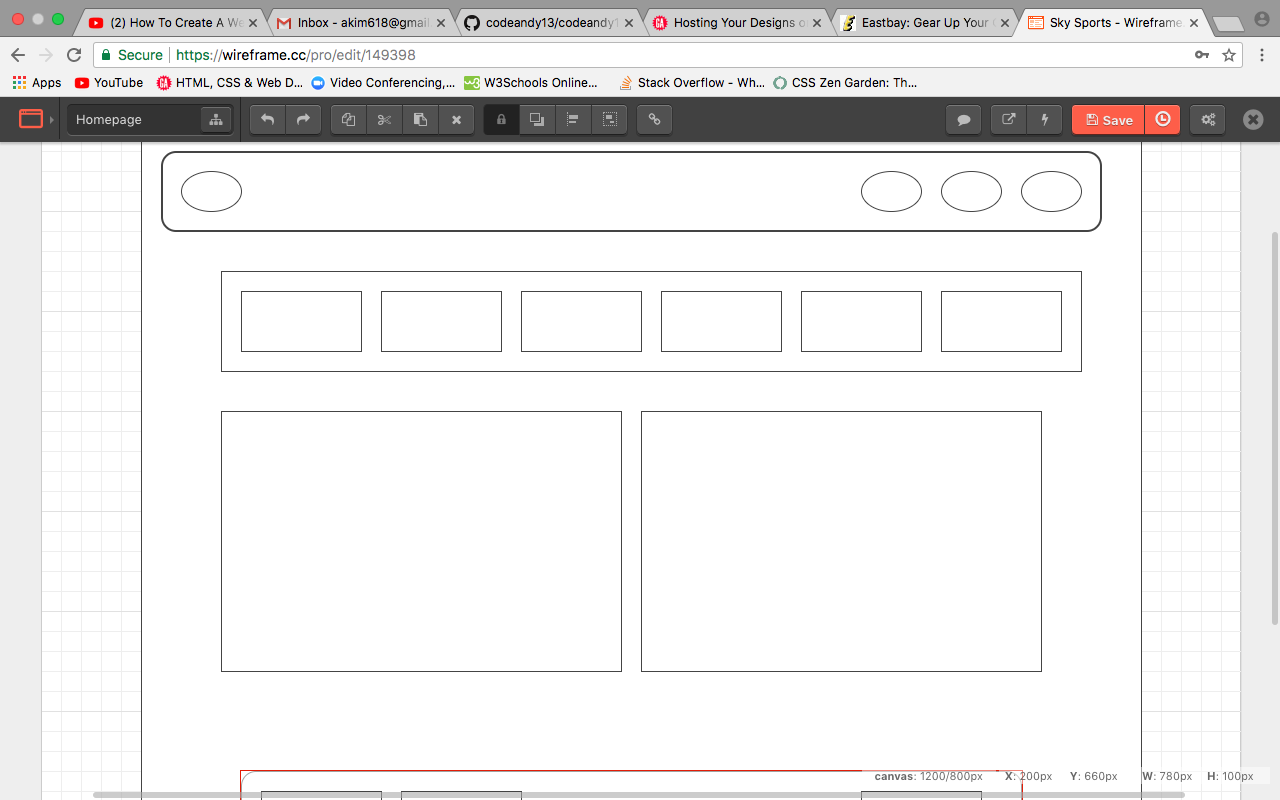 (2) How To Create A We
Inbox - akim618@gmail
codeandy13/codeandy1
Hosting Your Designs o
Eastbay: Gear Up Your
Sky Sports - Wireframe.
Secure
https://wireframe.cc/pro/edit/149398
Apps
YouTube
HTML, CSS & Web D...
Video Conferencing,...
W3Schools Online...
Stack Overflow - Wh...
CSS Zen Garden: Th...
Homepage
Save
canvas: 1200/800px X: 200px Y: 660px W: 780px H: 100px